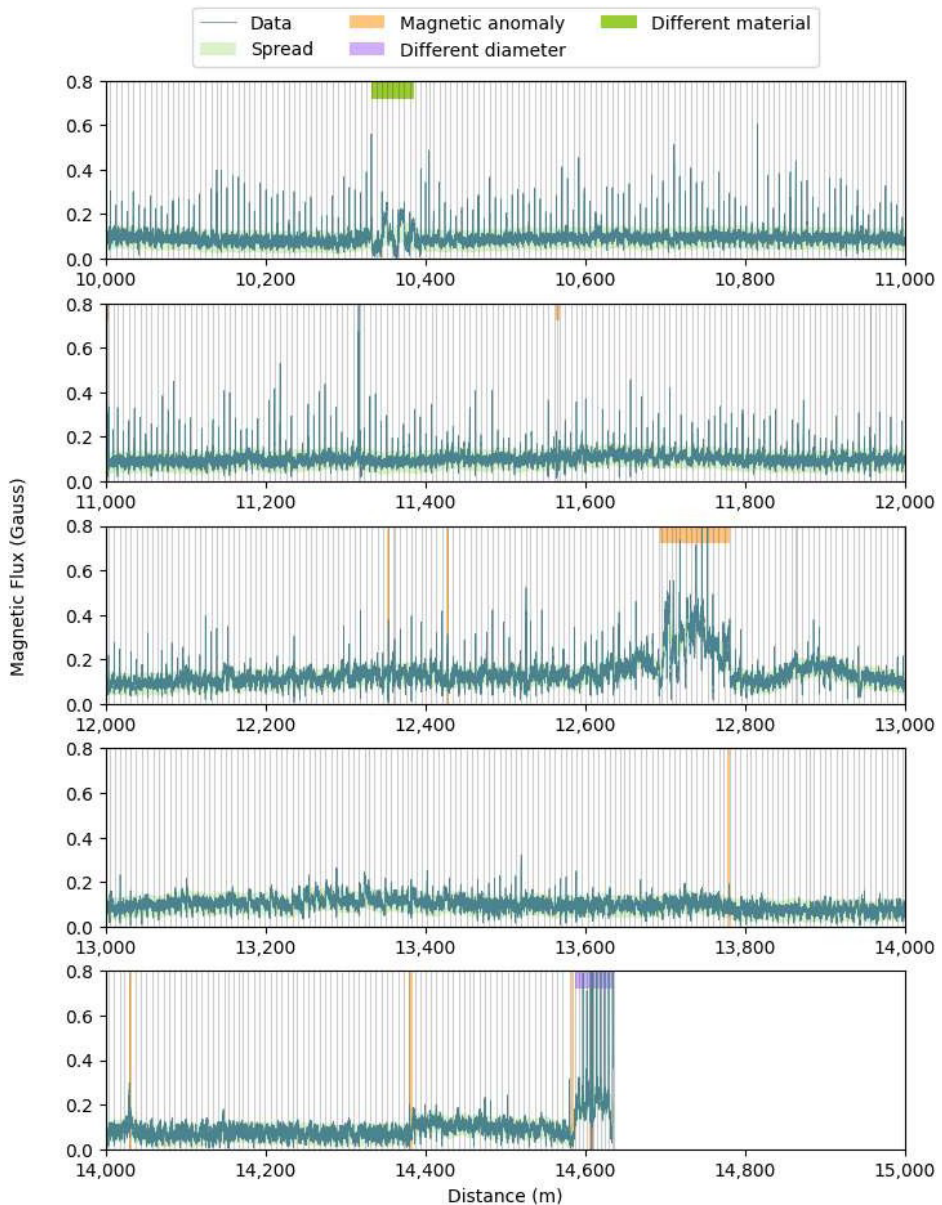 Data
Spread
Magnetic anomaly
Different diameter
Different material
Magnetic Flux (Gauss)
0.8
0.6
0.4
0.2
0.0
10,000 10,200 10,400 10,600 10,800 11,000
0.8
0.6
0.4
0.2
0.0
11,000 11,200 11,400 11,600 11,800 12,000
0.8
0.6
0.4
0.2
0.0
12,000 12,200 12,400 12,600 12,800 13,000
0.8
0.6
0.4
0.2
0.0
13,000 13,200 13,400 13,600 13,800 14,000
0.8
0.6
0.4
0.2
0.0
14,000 14,200 14,400 14,600 14,800 15,000
Distance (m)